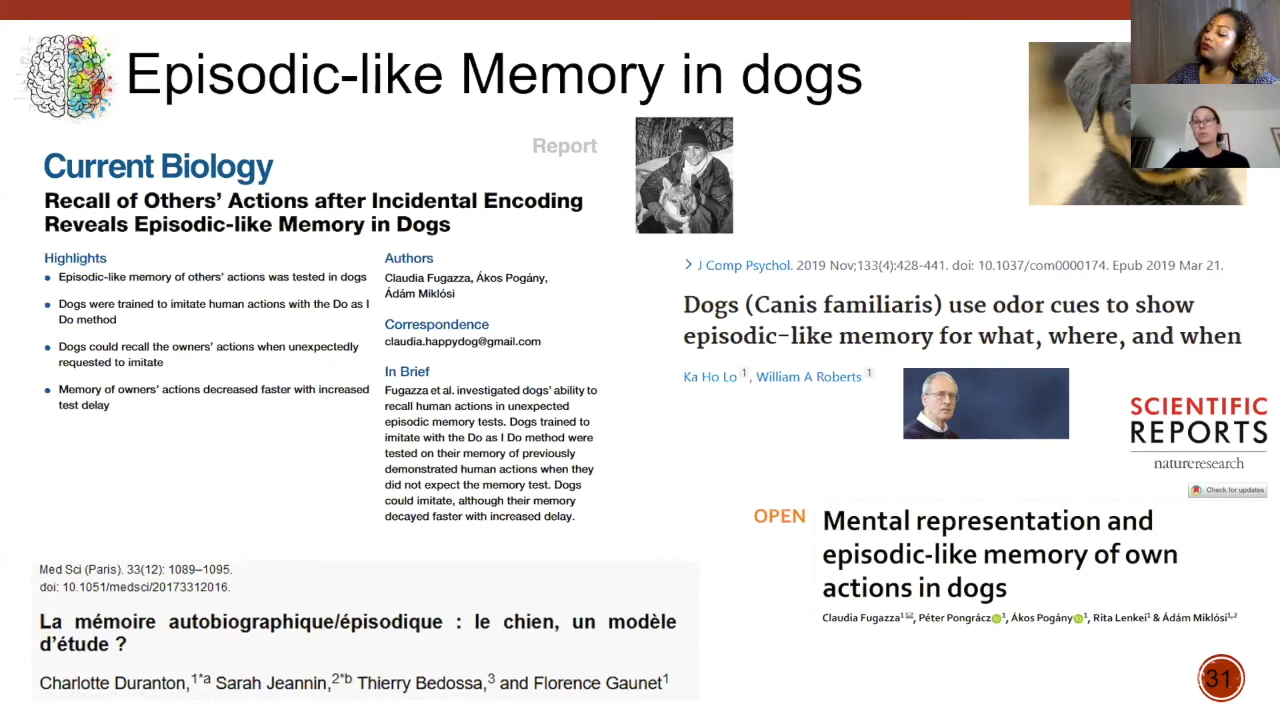 Episodic-like Memory in dogs
Report
Current Biology
Recall of Others' Actions after Incidental Encoding
Reveals Episodic-like Memory in Dogs
Highlights
Episodic-like memory of others' actions was tested in dogs
Dogs were trained to imitate human actions with the Do as I
Do method
Dogs could recall the owners' actions when unexpectedly
requested to imitate
Memory of owners' actions decreased faster with increased
test delay
Authors
Claudia Fugazza, Ákos Pogány,
Ádám Miklósi
Correspondence
claudia.happydog@gmail.com
In Brief
Fugazza et al. investigated dogs' ability to
recall human actions in unexpected
episodic memory tests. Dogs trained to
imitate with the Do as I Do method were
tested on their memory of previously
demonstrated human actions when they
did not expect the memory test. Dogs
could imitate, although their memory
decayed faster with increased delay.
> J Comp Psychol. 2019 Nov;133(4):428-441. doi: 10.1037/com0000174. Epub 2019 Mar 21.
Dogs (Canis familiaris) use odor cues to show
episodic-like memory for what, where, and when
Ka Ho Lo 1, William A Roberts 1
SCIENTIFIC
REPORTS
natureresearch
Check for updates
OPEN
Mental representation and
episodic-like memory of own
actions in dogs
Claudia Fugazza1✉, Péter Pongrácz1, Ákos Pogány1, Rita Lenkei1 & Ádám Miklósi1,2
Med Sci (Paris). 33(12): 1089–1095.
doi: 10.1051/medsci/20173312016.
La mémoire autobiographique/épisodique : le chien, un modèle
d'étude ?
Charlotte Duranton,1*a Sarah Jeannin,2*b Thierry Bedossa,3 and Florence Gaunet1
31